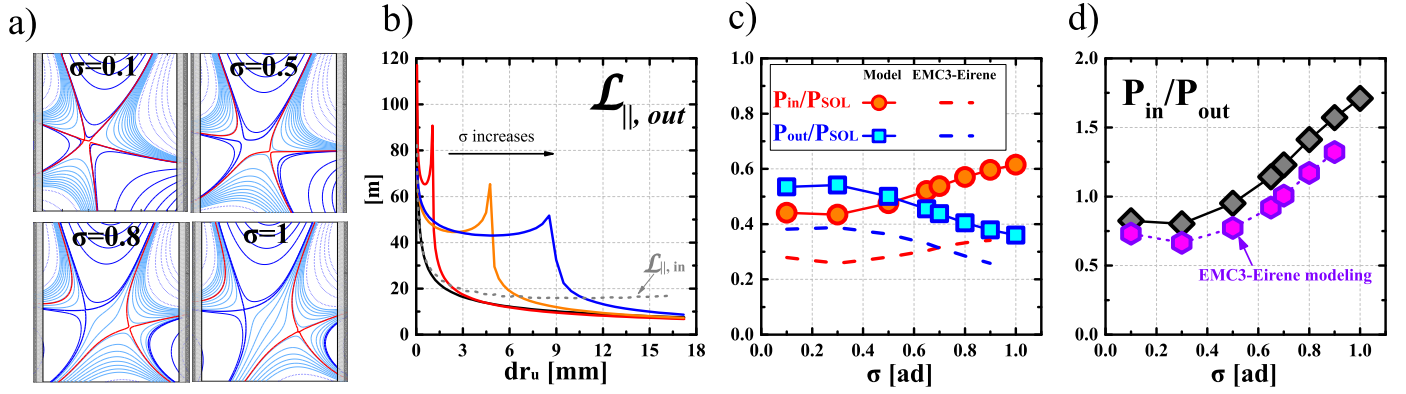 a)
σ=0.1
σ=0.5
σ=0.8
σ=1
b)
120
100
80
60
40
20
0
[m]
ℒ||, out
σ increases
ℒ||, in
0 3 6 9 12 15 18
dru [mm]
c)
1.0
0.8
0.6
0.4
0.2
0.0
Model EMC3-Eirene
Pin/PSOL
Pout/PSOL
0.0 0.2 0.4 0.6 0.8 1.0
σ [ad]
d)
2.0
1.5
1.0
0.5
0.0
Pin/Pout
EMC3-Eirene modeling
0.0 0.2 0.4 0.6 0.8 1.0
σ [ad]